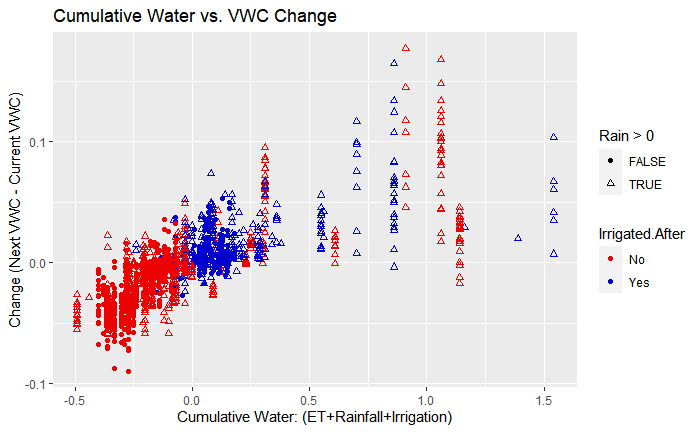 Cumulative Water vs. VWC Change
Change (Next VWC - Current VWC)
0.1
0.0
-0.1
-0.5
0.0
0.5
1.0
1.5
Cumulative Water: (ET+Rainfall+Irrigation)
Rain > 0
FALSE
TRUE
Irrigated.After
No
Yes